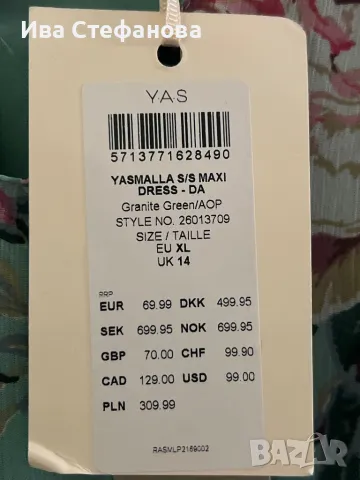 Ива Стефанова
YAS
5713771628490
YASMALLA S/S MAXI
DRESS - DA
Granite Green/AOP
STYLE NO. 26013709
SIZE / TAILLE
EU XL
UK 14
RRP
EUR 69.99 DKK 499.95
SEK 699.95 NOK 699.95
GBP 70.00 CHF 99.90
CAD 129.00 USD 99.00
PLN 309.99
RASMLP2169002
BAZAR